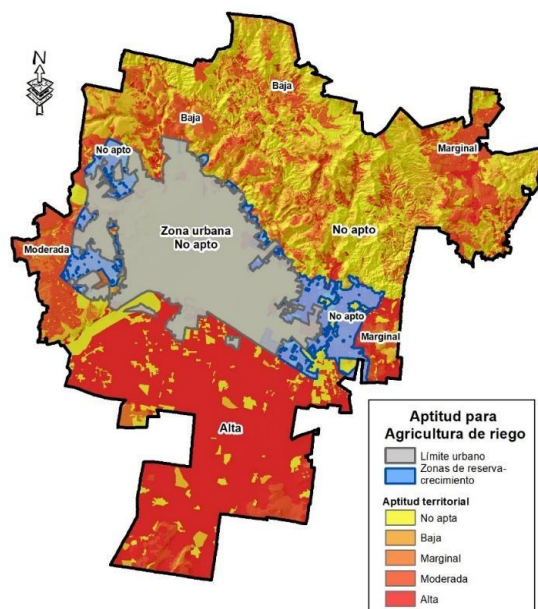 N
Baja
Baja
No apto
Marginal
Zona urbana
No apto
No apto
Moderada
No apto
Marginal
Alta
Aptitud para
Agricultura de riego
Límite urbano
Zonas de reserva-
crecimiento
Aptitud territorial
No apta
Baja
Marginal
Moderada
Alta